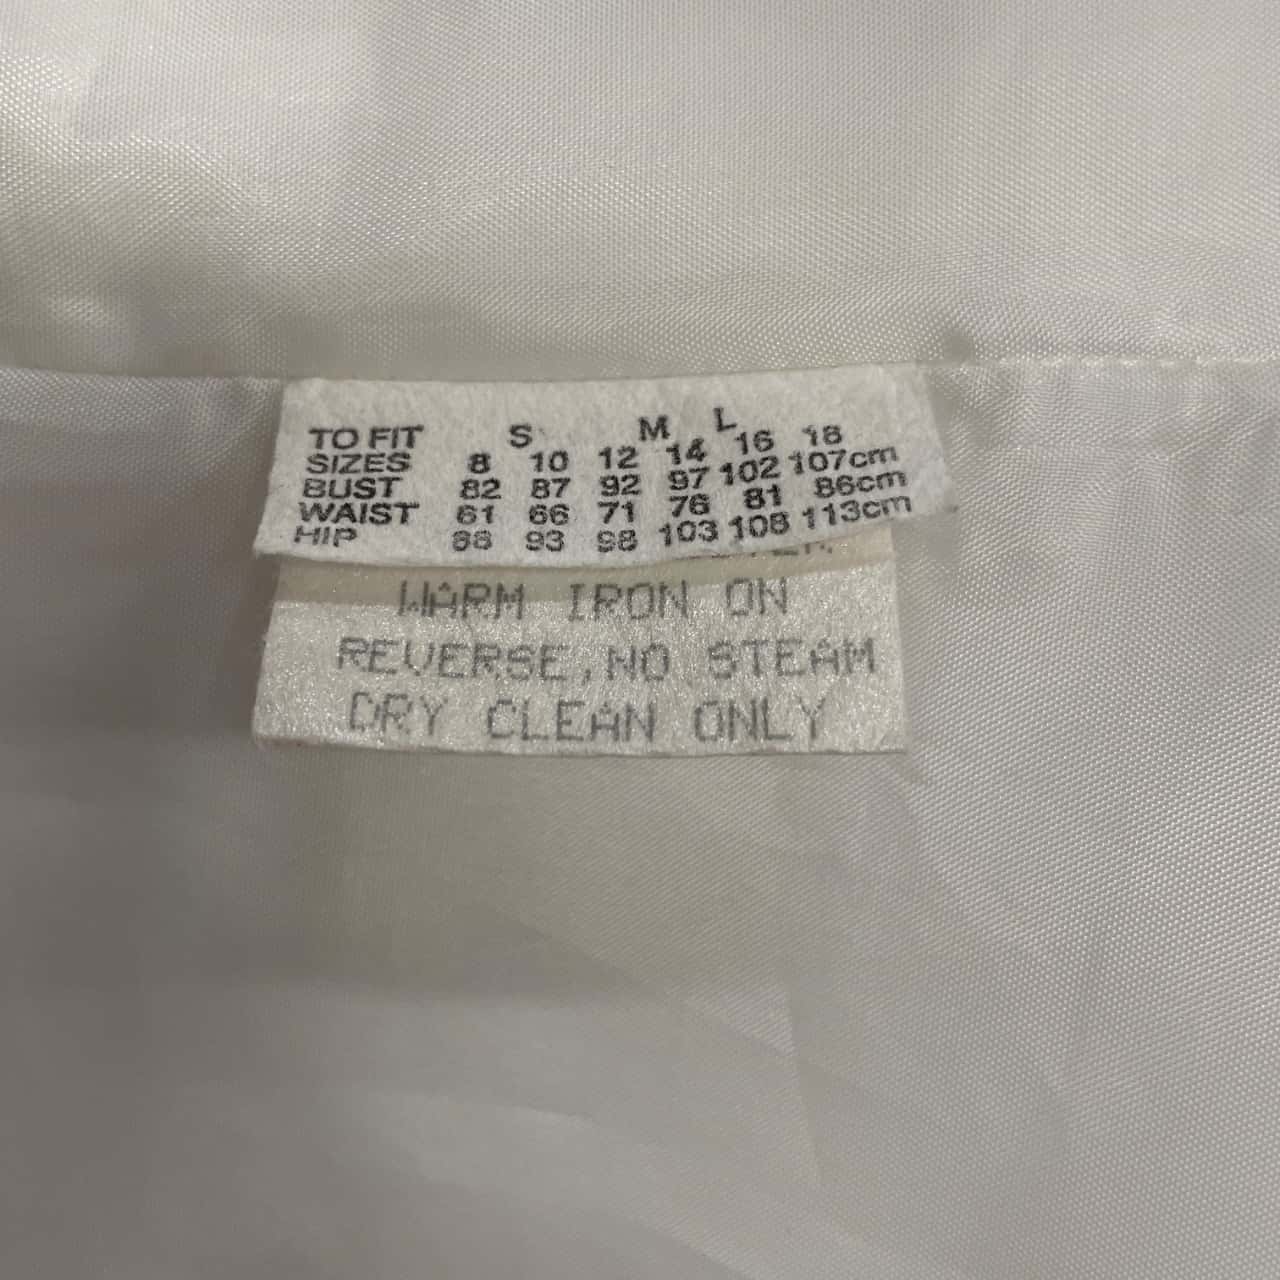 TO FIT S M L
SIZES 8 10 12 14 16 18
BUST 82 87 92 97 102 107cm
WAIST 61 66 71 76 81 86cm
HIP 88 93 98 103 108 113cm
WARM IRON ON
REVERSE, NO STEAM
DRY CLEAN ONLY